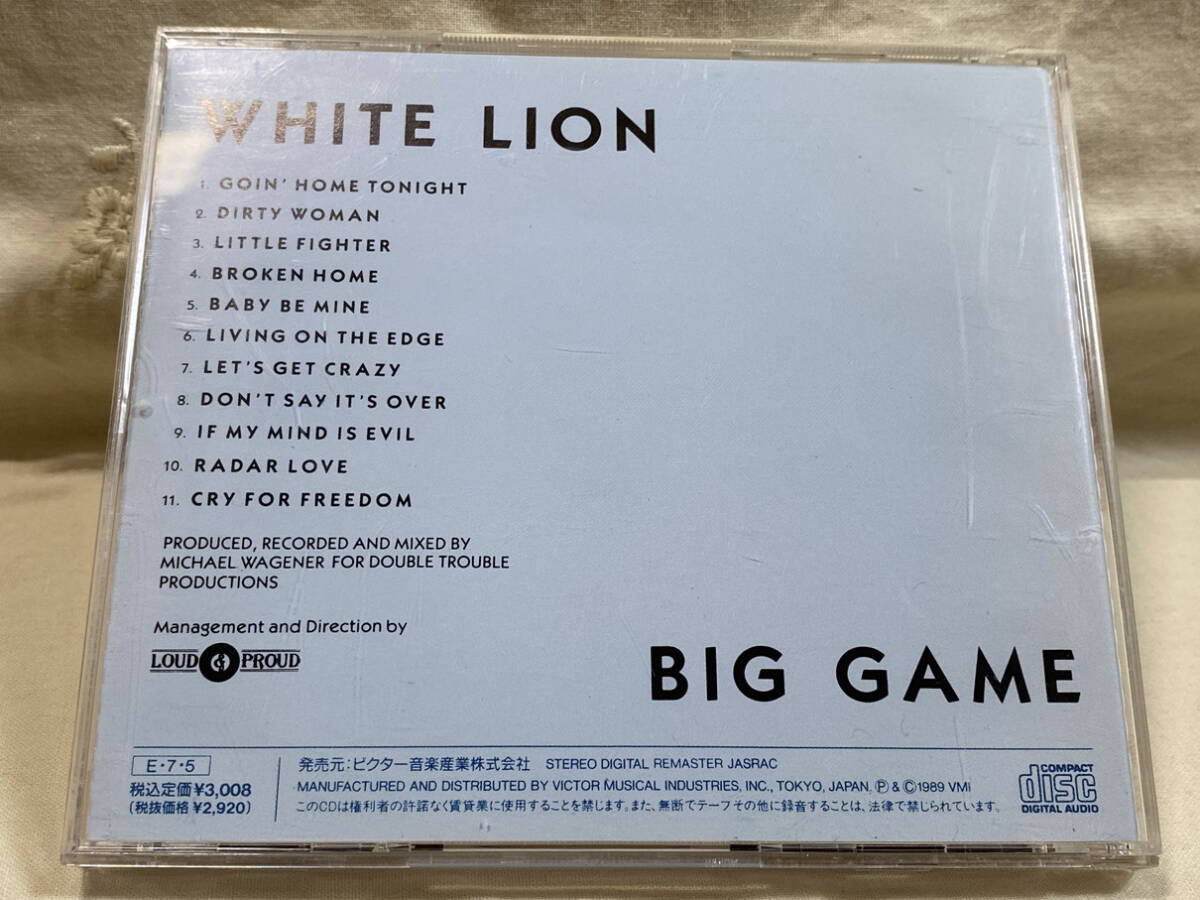 WHITE LION
1. GOIN' HOME TONIGHT
2. DIRTY WOMAN
3. LITTLE FIGHTER
4. BROKEN HOME
5. BABY BE MINE
6. LIVING ON THE EDGE
7. LET'S GET CRAZY
8. DON'T SAY IT'S OVER
9. IF MY MIND IS EVIL
10. RADAR LOVE
11. CRY FOR FREEDOM
PRODUCED, RECORDED AND MIXED BY
MICHAEL WAGENER FOR DOUBLE TROUBLE
PRODUCTIONS
Management and Direction by
LOUD & PROUD
BIG GAME
E・7・5
税込定価¥3,008
(税抜価格¥2,920)
発売元:ビクター音楽産業株式会社 STEREO DIGITAL REMASTER JASRAC
MANUFACTURED AND DISTRIBUTED BY VICTOR MUSICAL INDUSTRIES, INC., TOKYO, JAPAN, Ⓟ & Ⓒ 1989 VMI
このCDは権利者の許諾なく賃貸業に使用することを禁じます。また、無断でテープその他に録音することは、法律で禁じられています。
COMPACT
disc
DIGITAL AUDIO